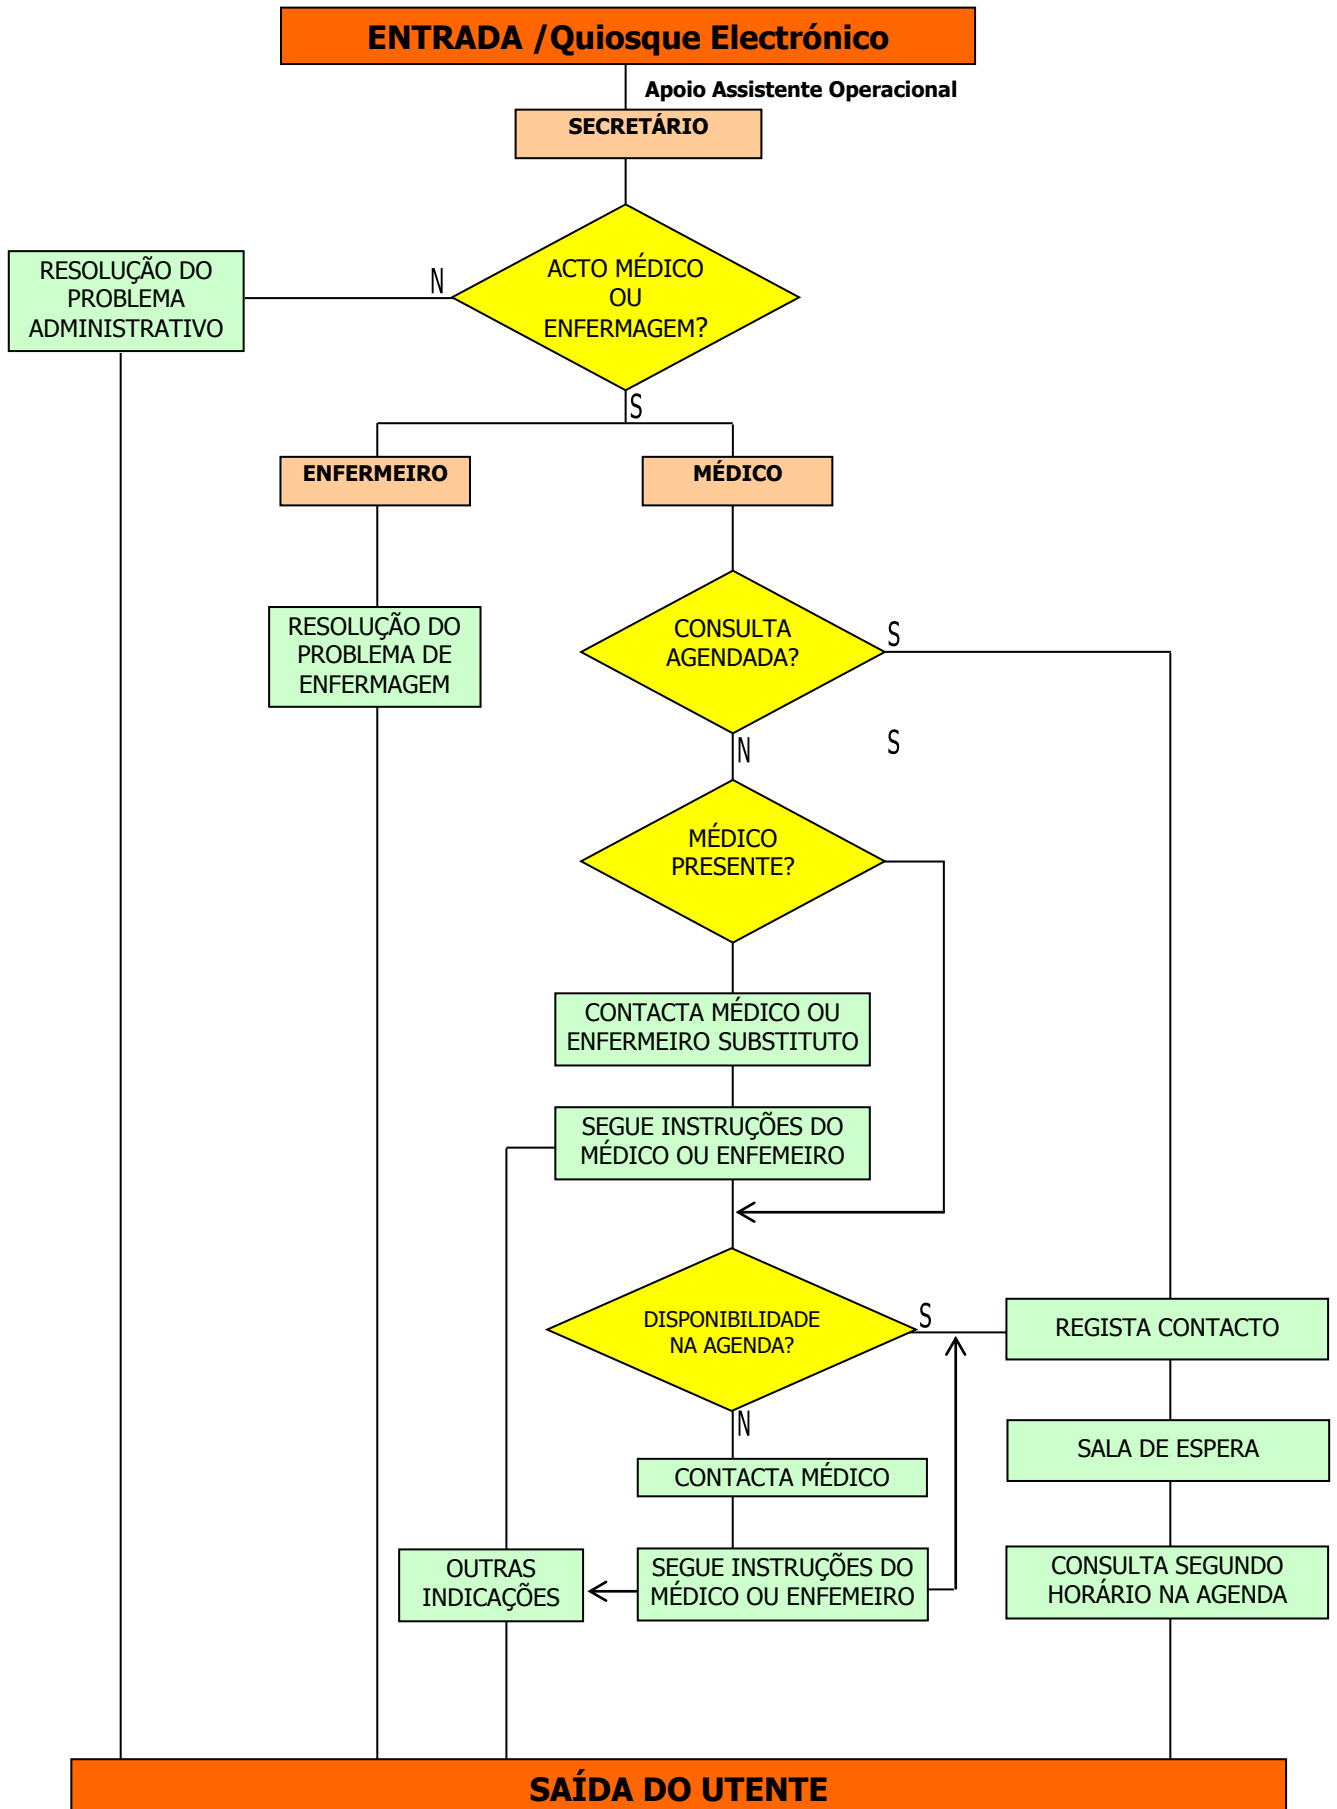 ENTRADA /Quiosque Electrónico
Apoio Assistente Operacional
SECRETÁRIO
ACTO MÉDICO
OU
ENFERMAGEM?
N
RESOLUÇÃO DO
PROBLEMA
ADMINISTRATIVO
S
ENFERMEIRO
MÉDICO
RESOLUÇÃO DO
PROBLEMA DE
ENFERMAGEM
CONSULTA
AGENDADA?
S
N
S
MÉDICO
PRESENTE?
CONTACTA MÉDICO OU
ENFERMEIRO SUBSTITUTO
SEGUE INSTRUÇÕES DO
MÉDICO OU ENFEMEIRO
DISPONIBILIDADE
NA AGENDA?
S
REGISTA CONTACTO
N
SALA DE ESPERA
CONTACTA MÉDICO
OUTRAS
INDICAÇÕES
SEGUE INSTRUÇÕES DO
MÉDICO OU ENFEMEIRO
CONSULTA SEGUNDO
HORÁRIO NA AGENDA
SAÍDA DO UTENTE